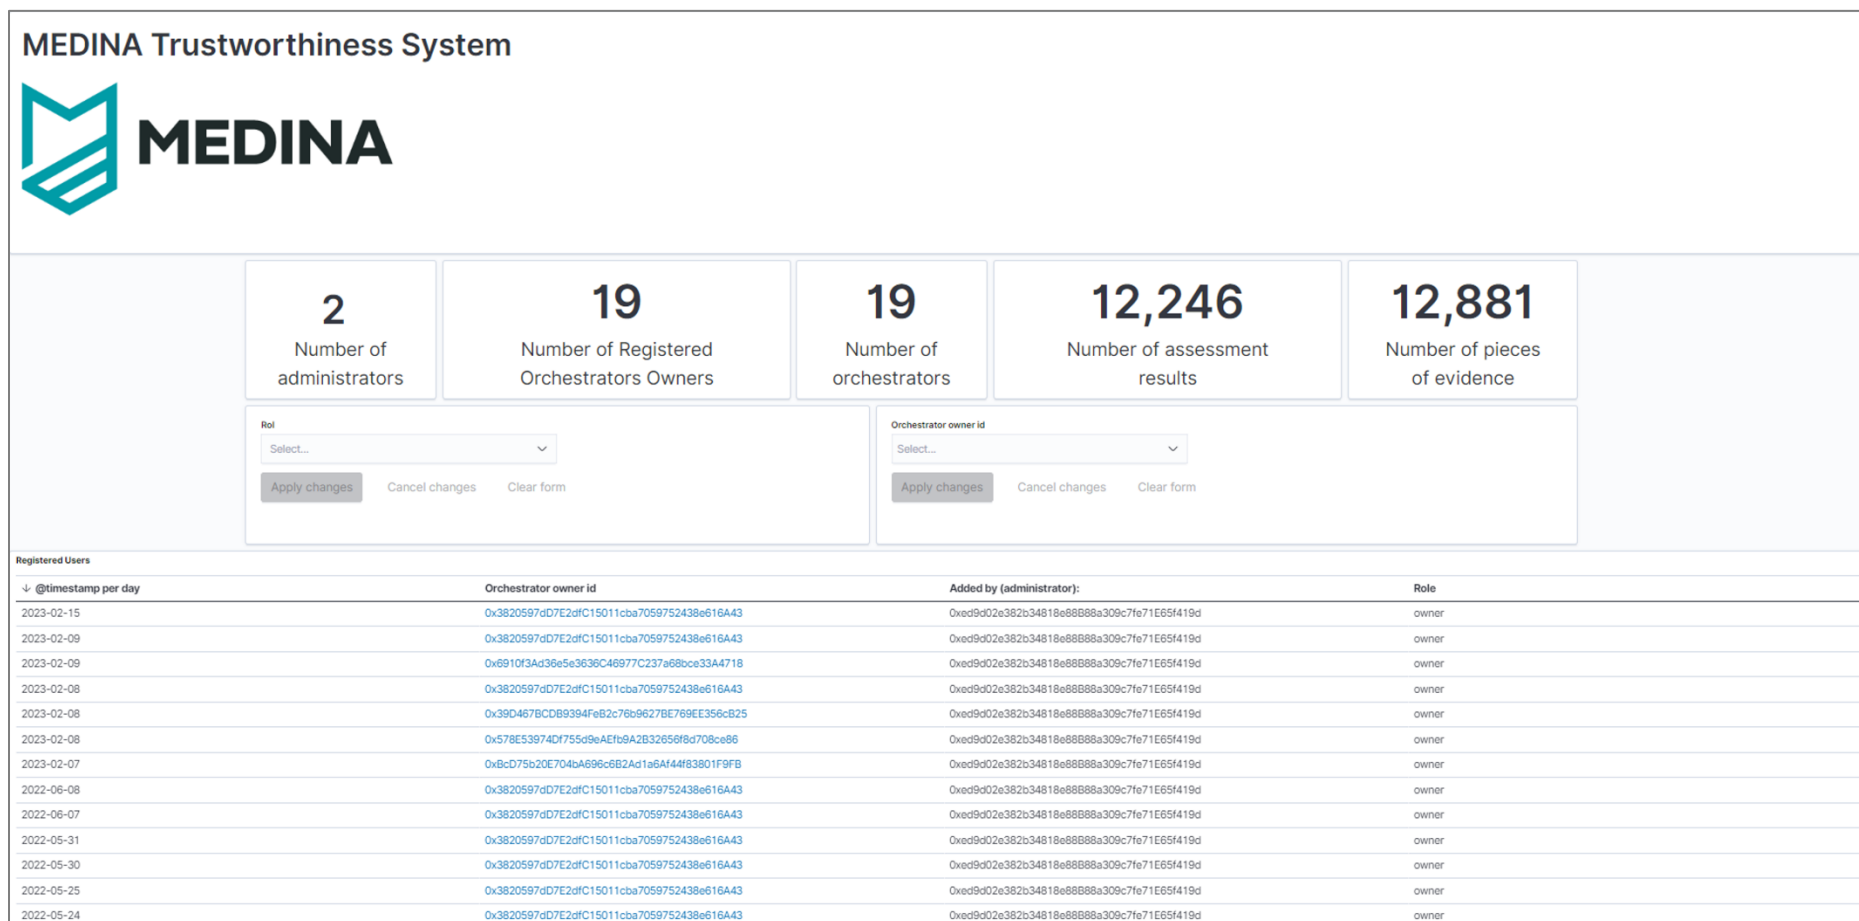 MEDINA Trustworthiness System
MEDINA
2
Number of
administrators
19
Number of Registered
Orchestrators Owners
19
Number of
orchestrators
12,246
Number of assessment
results
12,881
Number of pieces
of evidence
Rol
Select...
Apply changes Cancel changes Clear form
Orchestrator owner id
Select...
Apply changes Cancel changes Clear form
Registered Users
↓ @timestamp per day Orchestrator owner id Added by (administrator): Role
2023-02-15 0x3820597dD7E2dfC15011cba7059752438e616A43 0xed9d02e382b34818e88B88a309c7fe71E65f419d owner
2023-02-09 0x3820597dD7E2dfC15011cba7059752438e616A43 0xed9d02e382b34818e88B88a309c7fe71E65f419d owner
2023-02-09 0x6910f3Ad36e5e3636C46977C237a68bce33A4718 0xed9d02e382b34818e88B88a309c7fe71E65f419d owner
2023-02-08 0x3820597dD7E2dfC15011cba7059752438e616A43 0xed9d02e382b34818e88B88a309c7fe71E65f419d owner
2023-02-08 0x39D467BCDB9394FeB2c76b9627BE769EE356cB25 0xed9d02e382b34818e88B88a309c7fe71E65f419d owner
2023-02-08 0x578E53974Df755d9eAEfb9A2B32656f8d708ce86 0xed9d02e382b34818e88B88a309c7fe71E65f419d owner
2023-02-07 0xBcD75b20E704bA696c6B2Ad1a6Af44f83801F9FB 0xed9d02e382b34818e88B88a309c7fe71E65f419d owner
2022-06-08 0x3820597dD7E2dfC15011cba7059752438e616A43 0xed9d02e382b34818e88B88a309c7fe71E65f419d owner
2022-06-07 0x3820597dD7E2dfC15011cba7059752438e616A43 0xed9d02e382b34818e88B88a309c7fe71E65f419d owner
2022-05-31 0x3820597dD7E2dfC15011cba7059752438e616A43 0xed9d02e382b34818e88B88a309c7fe71E65f419d owner
2022-05-30 0x3820597dD7E2dfC15011cba7059752438e616A43 0xed9d02e382b34818e88B88a309c7fe71E65f419d owner
2022-05-25 0x3820597dD7E2dfC15011cba7059752438e616A43 0xed9d02e382b34818e88B88a309c7fe71E65f419d owner
2022-05-24 0x3820597dD7E2dfC15011cba7059752438e616A43 0xed9d02e382b34818e88B88a309c7fe71E65f419d owner